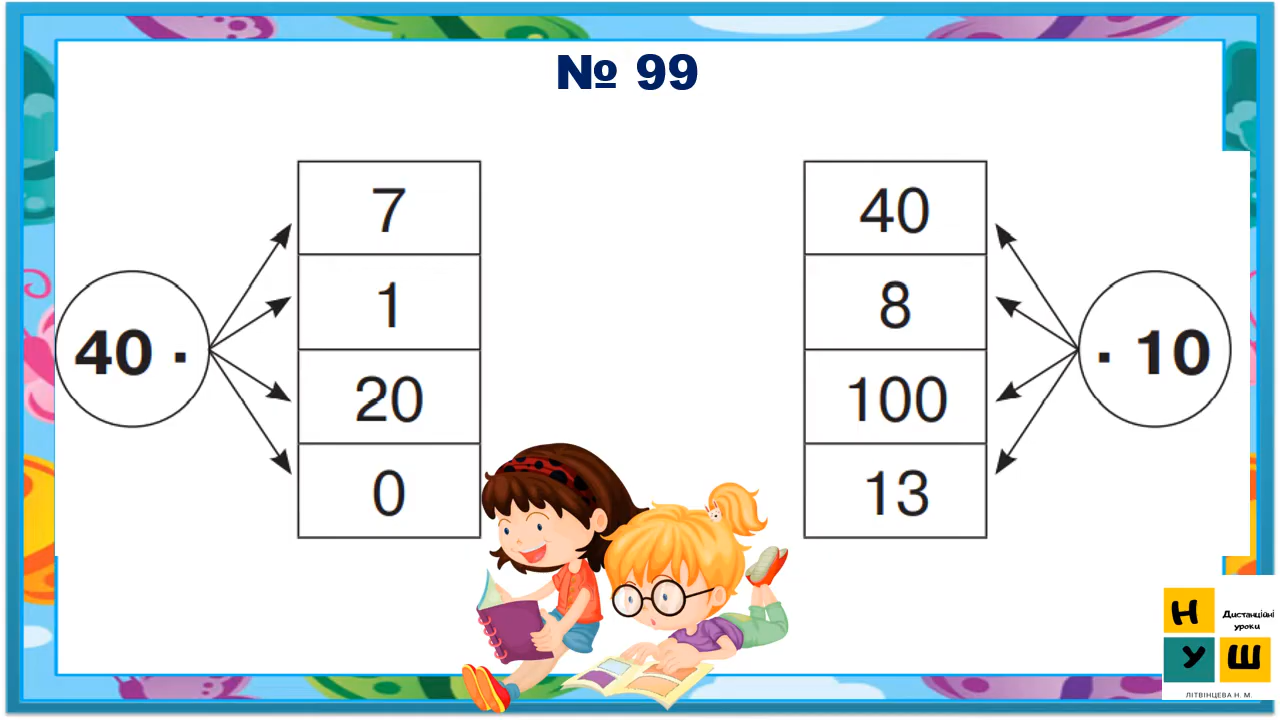 № 99
7
1
20
0
40 ·
40
8
100
13
· 10
Н
У Ш
Дистанційні
уроки
ЛІТВІНЦЕВА Н. М.